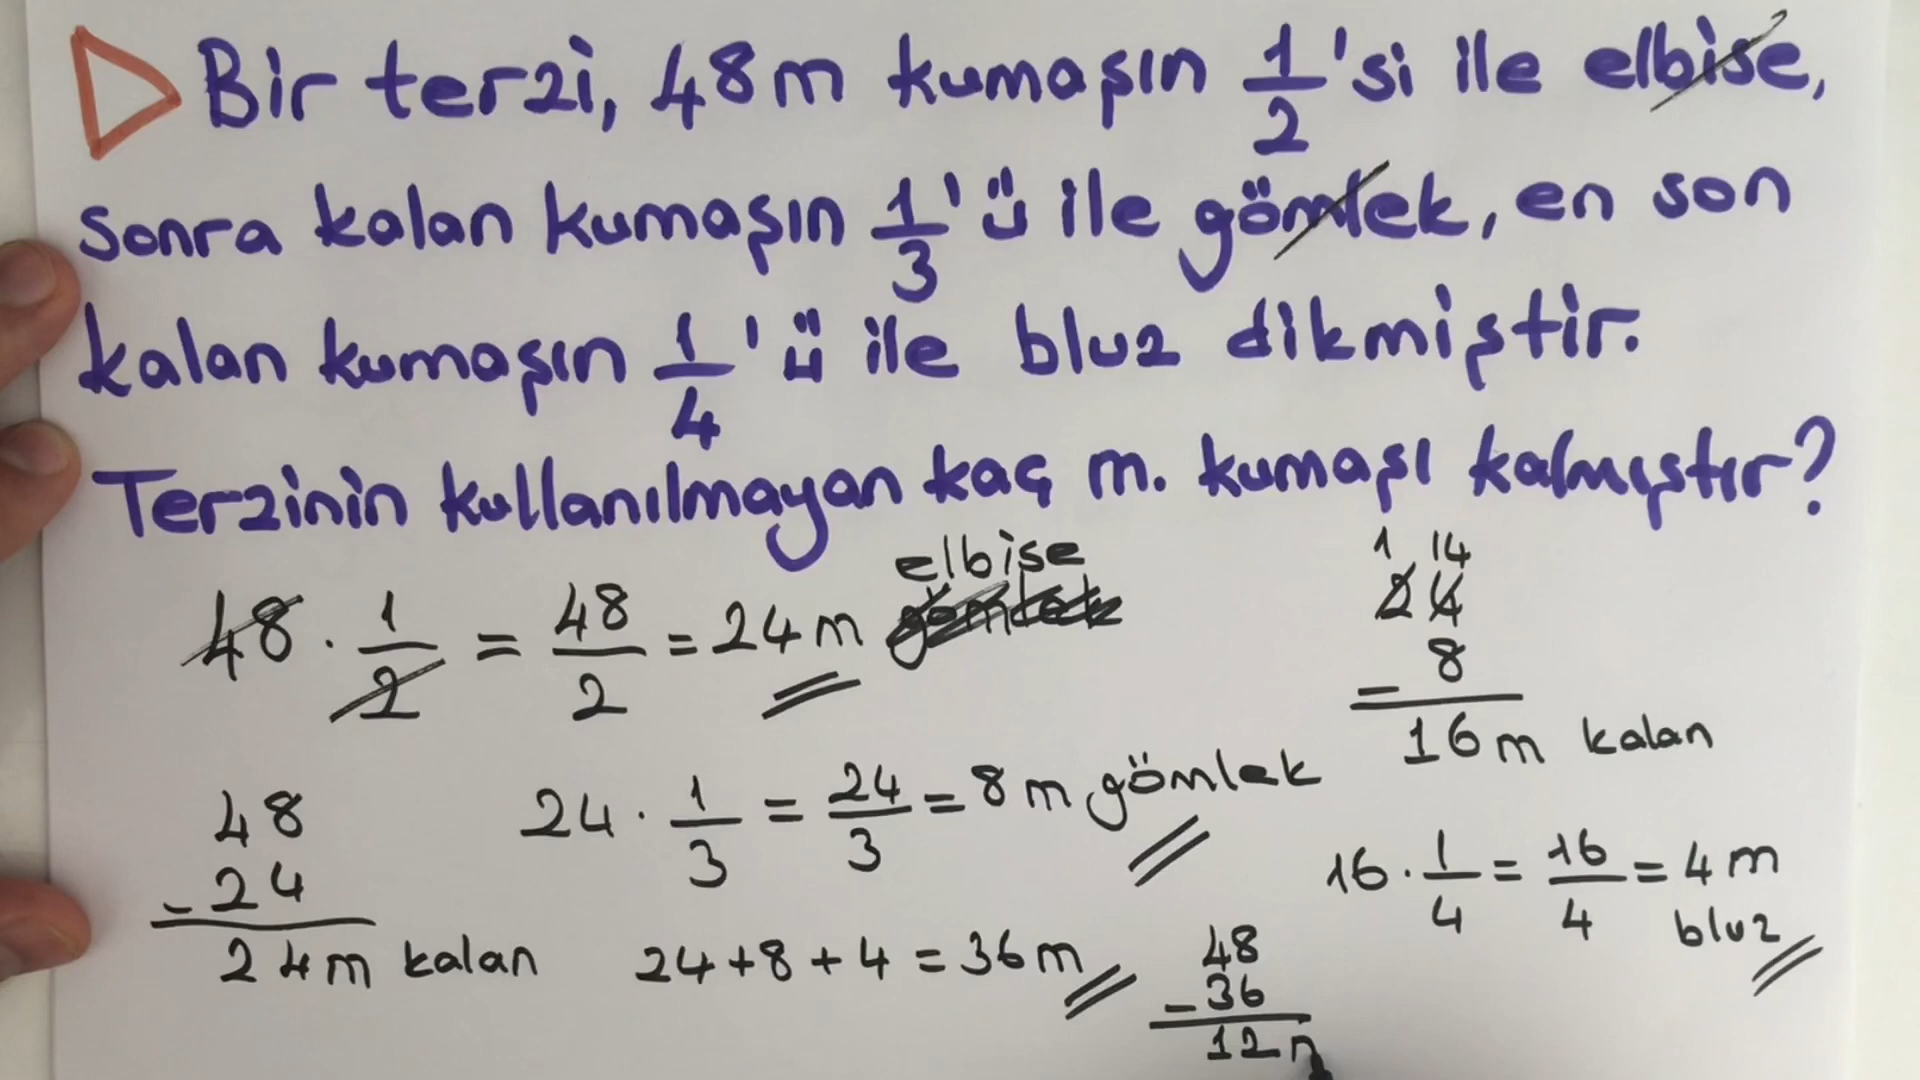 Bir terzi, 48m kumaşın 1/2'si ile elbise,
sonra kalan kumaşın 1/3'ü ile gömlek, en son
kalan kumaşın 1/4'ü ile bluz dikmiştir.
Terzinin kullanılmayan kaç m. kumaşı kalmıştır?
48 . 1/2 = 48/2 = 24m elbise
gömlek
48
- 24
24m kalan
24 . 1/3 = 24/3 = 8m gömlek
1 14
24
- 8
16m kalan
16 . 1/4 = 16/4 = 4m
bluz
24+8+4 = 36m
48
- 36
12m